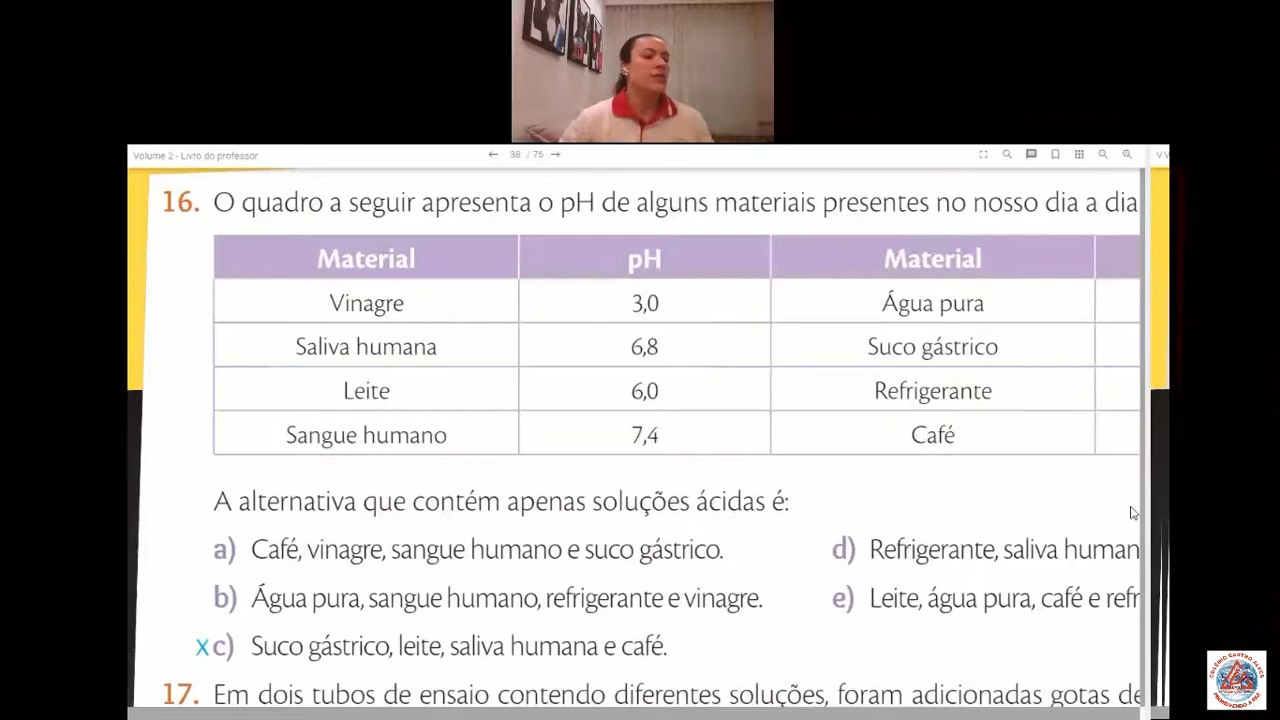 Volume 2 - Livro do professor
38 / 76
16. O quadro a seguir apresenta o pH de alguns materiais presentes no nosso dia a dia
Material pH Material
Vinagre 3,0 Água pura
Saliva humana 6,8 Suco gástrico
Leite 6,0 Refrigerante
Sangue humano 7,4 Café
A alternativa que contém apenas soluções ácidas é:
a) Café, vinagre, sangue humano e suco gástrico.
b) Água pura, sangue humano, refrigerante e vinagre.
x c) Suco gástrico, leite, saliva humana e café.
d) Refrigerante, saliva human
e) Leite, água pura, café e refr
17. Em dois tubos de ensaio contendo diferentes soluções, foram adicionadas gotas de
COLÉGIO CASTRO ALVES